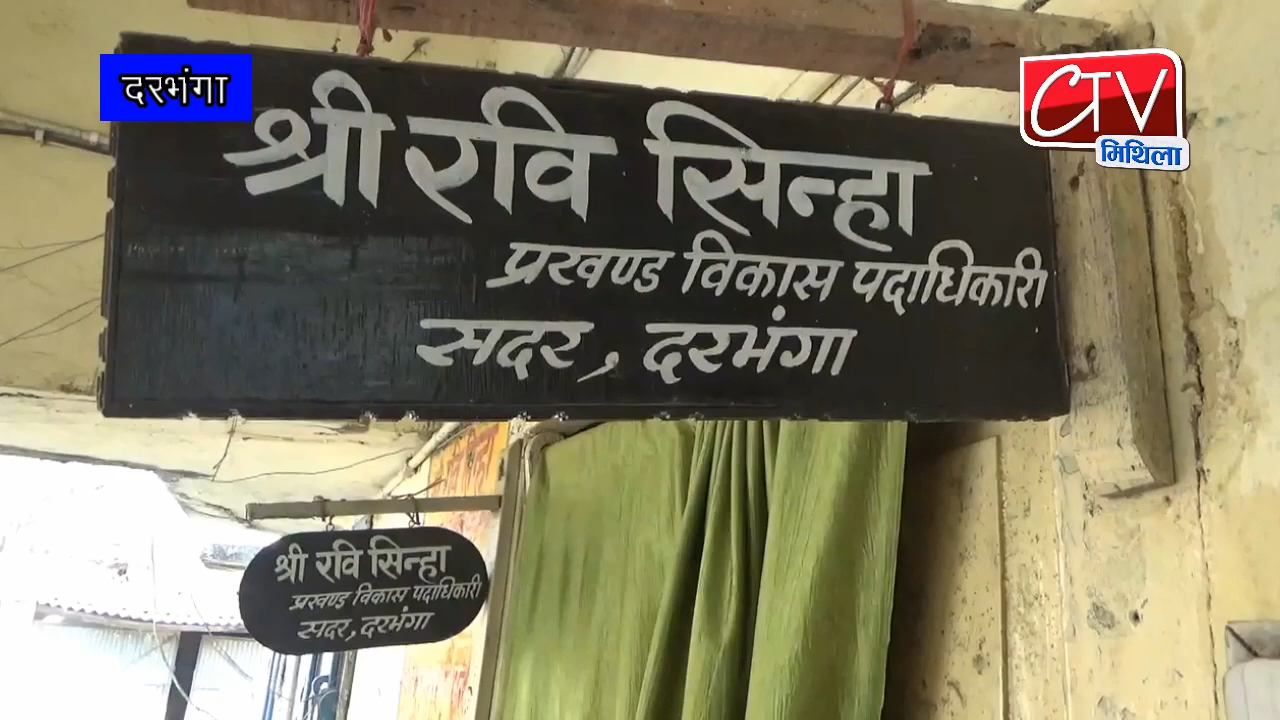 दरभंगा
CTV
मिथिला
श्री रवि सिन्हा
प्रखण्ड विकास पदाधिकारी
सदर, दरभंगा
श्री रवि सिन्हा
प्रखण्ड विकास पदाधिकारी
सदर, दरभंगा